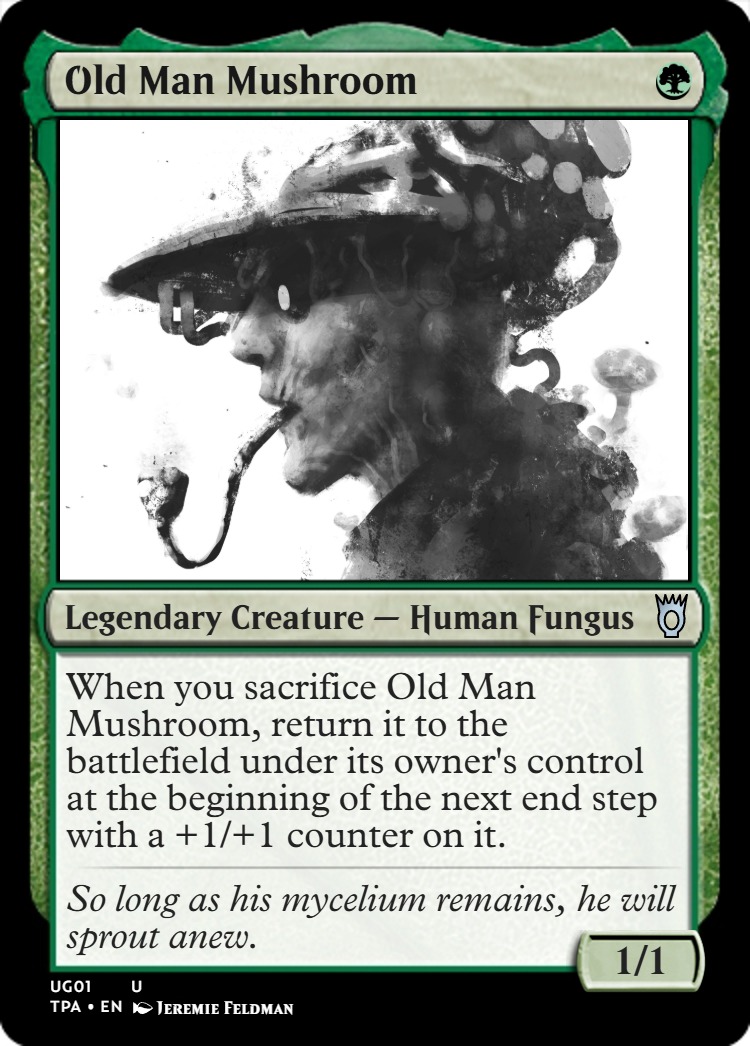 Old Man Mushroom
Legendary Creature — Human Fungus
When you sacrifice Old Man
Mushroom, return it to the
battlefield under its owner's control
at the beginning of the next end step
with a +1/+1 counter on it.
So long as his mycelium remains, he will
sprout anew.
1/1
UG01 U
TPA • EN Jeremie Feldman